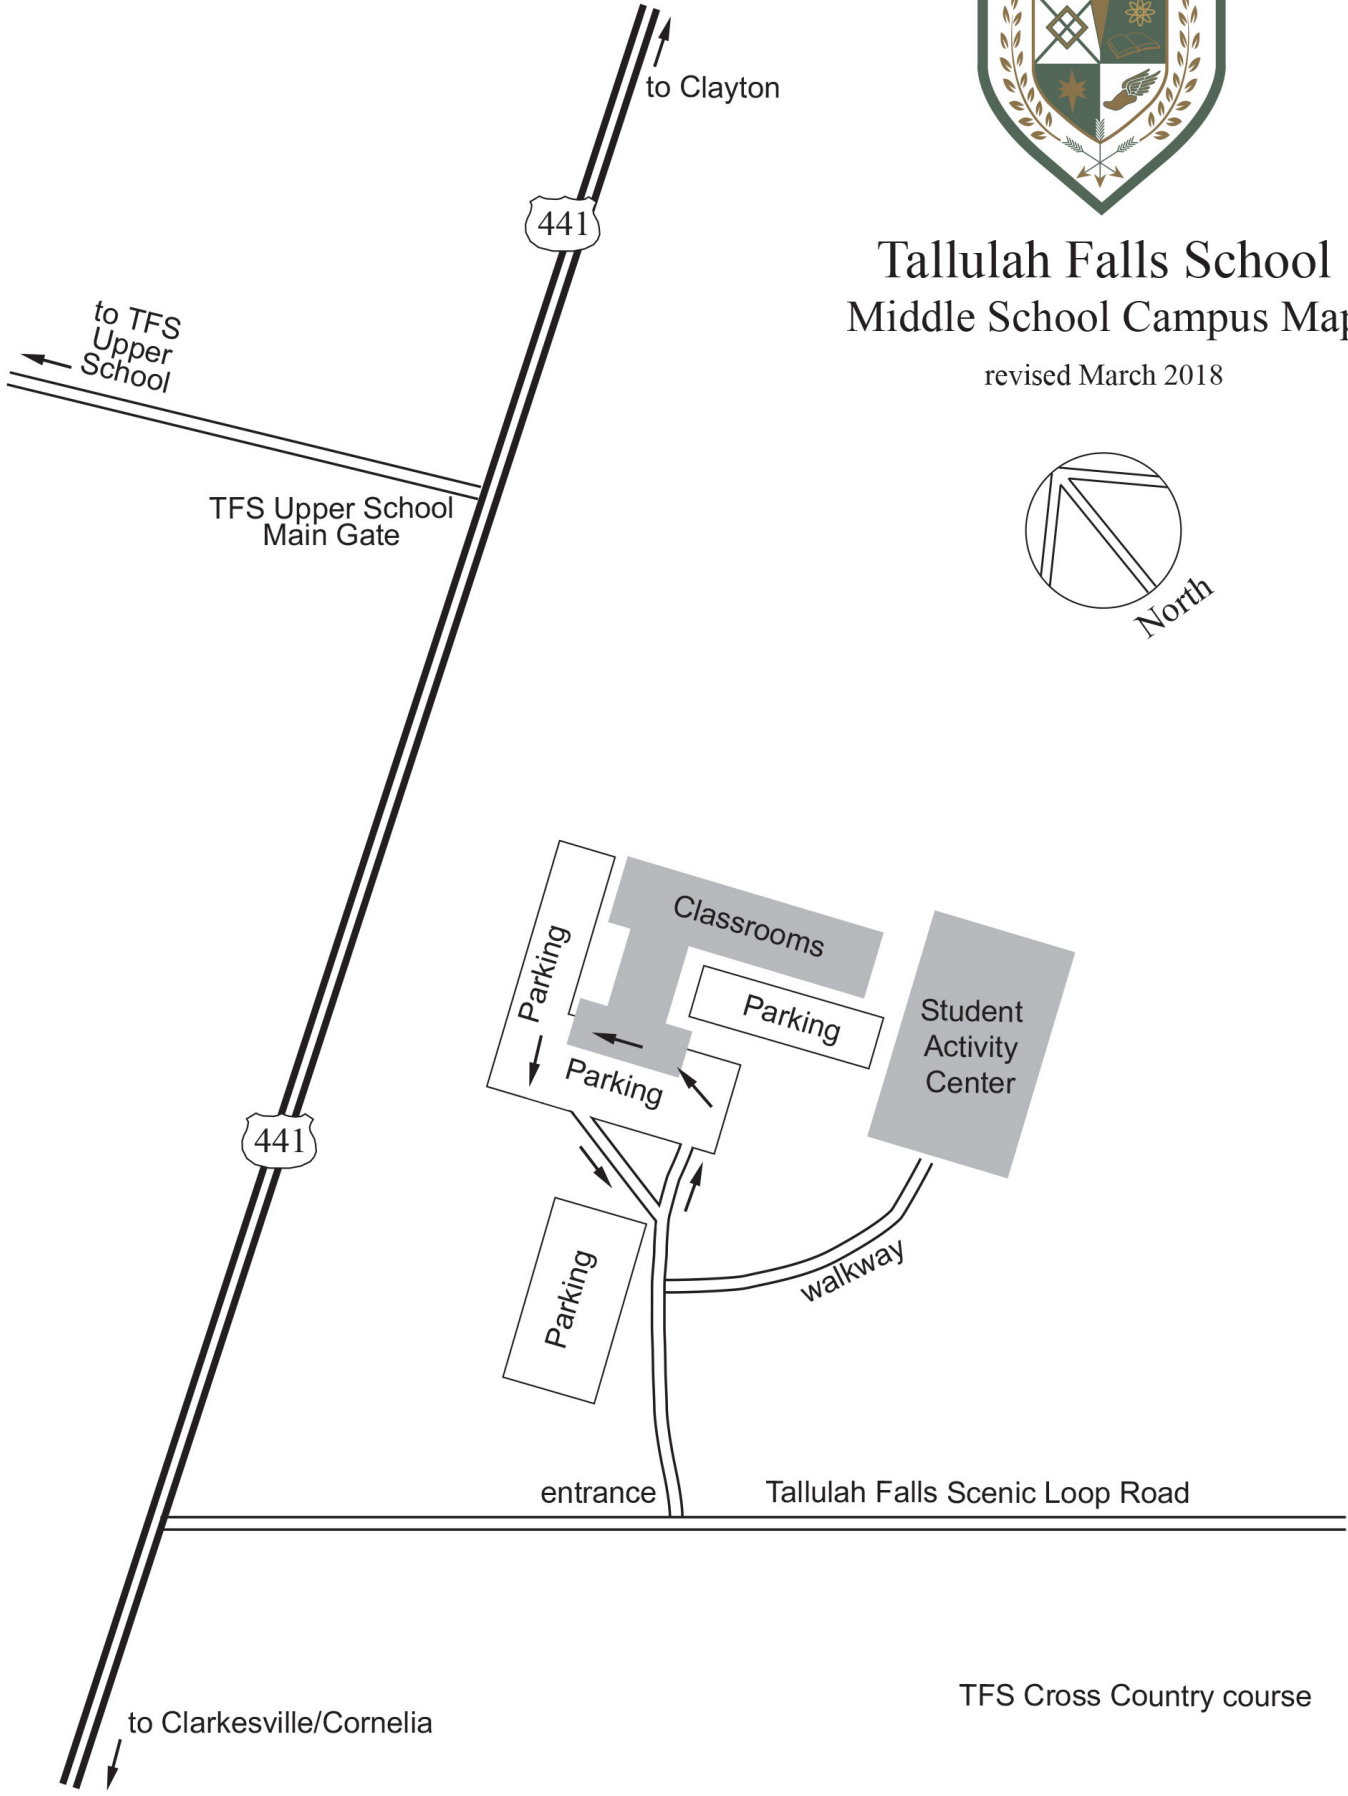 to Clayton
441
Tallulah Falls School
Middle School Campus Map
revised March 2018
to TFS
Upper
School
TFS Upper School
Main Gate
North
Classrooms
Parking
Parking
Student
Activity
Center
Parking
441
walkway
Parking
entrance
Tallulah Falls Scenic Loop Road
TFS Cross Country course
to Clarkesville/Cornelia